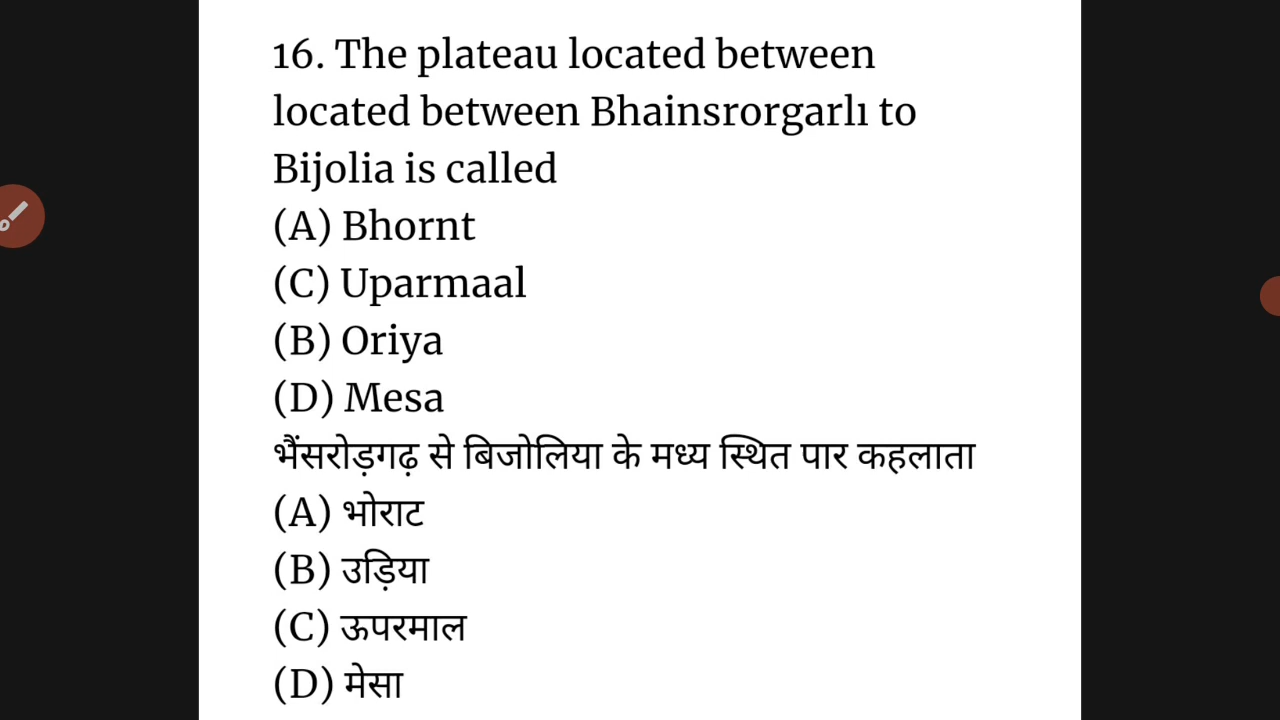 16. The plateau located between
located between Bhainsrorgarlı to
Bijolia is called
(A) Bhornt
(C) Uparmaal
(B) Oriya
(D) Mesa
भैंसरोड़गढ़ से बिजोलिया के मध्य स्थित पार कहलाता
(A) भोराट
(B) उड़िया
(C) ऊपरमाल
(D) मेसा